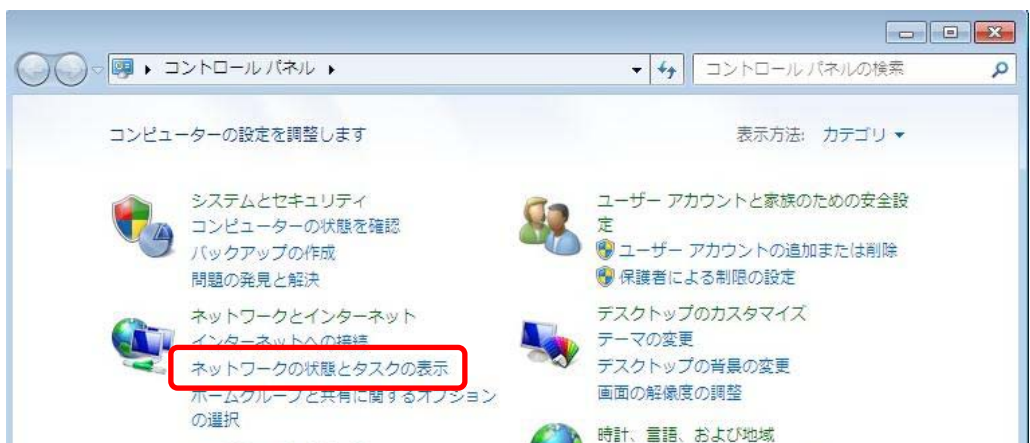 コントロール パネル
コントロール パネルの検索
コンピューターの設定を調整します
表示方法: カテゴリ
システムとセキュリティ
コンピューターの状態を確認
バックアップの作成
問題の発見と解決
ネットワークとインターネット
インターネットへの接続
ネットワークの状態とタスクの表示
ホームグループと共有に関するオプション
の選択
ユーザー アカウントと家族のための安全設
定
ユーザー アカウントの追加または削除
保護者による制限の設定
デスクトップのカスタマイズ
テーマの変更
デスクトップの背景の変更
画面の解像度の調整
時計、言語、および地域